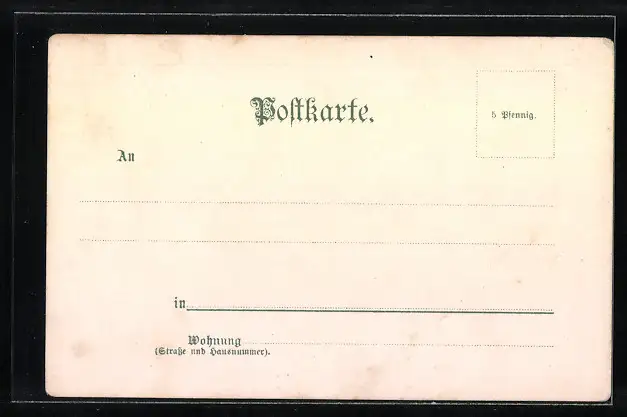 Postkarte.
5 Pfennig.
An
in
Wohnung
(Straße und Hausnummer).